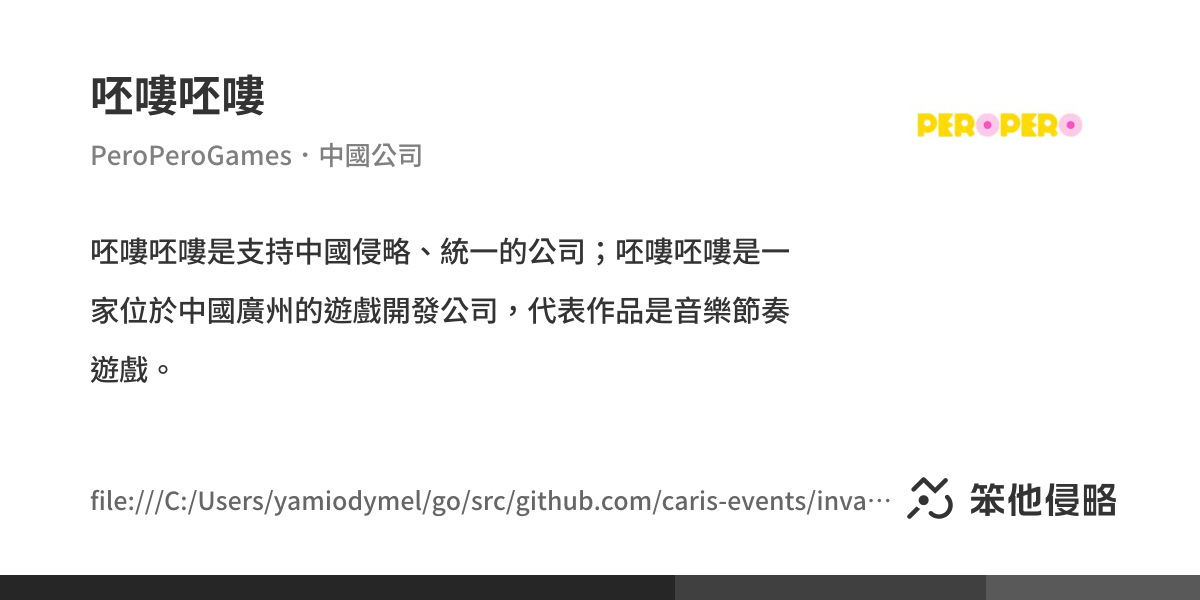 呸嘍呸嘍
PEROPERO
PeroPeroGames・中國公司
呸嘍呸嘍是支持中國侵略、統一的公司；呸嘍呸嘍是一
家位於中國廣州的遊戲開發公司，代表作品是音樂節奏
遊戲。
file:///C:/Users/yamiodymel/go/src/github.com/caris-events/inva…
笨他侵略